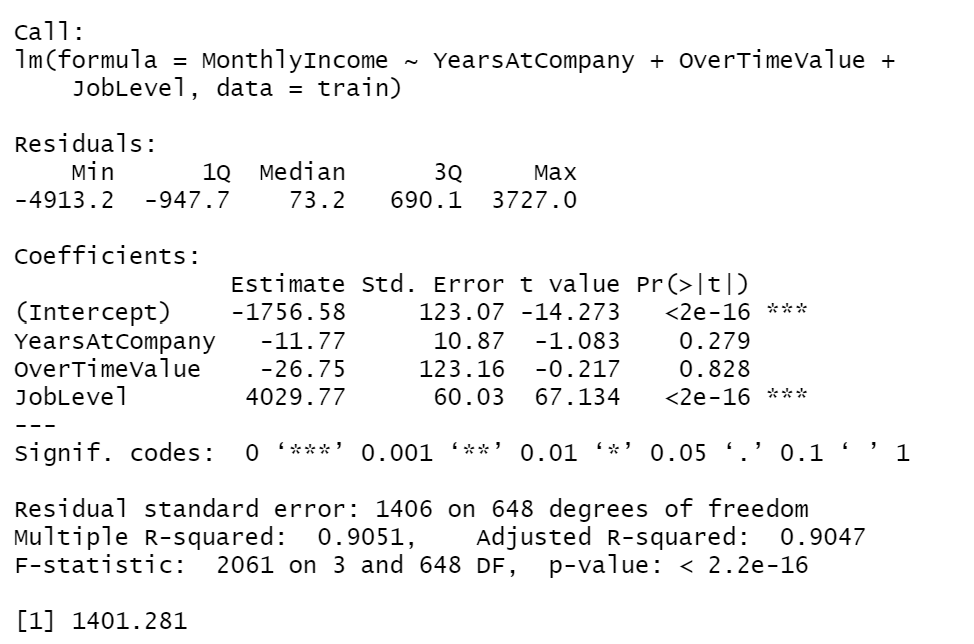 Call:
lm(formula = MonthlyIncome ~ YearsAtCompany + OverTimeValue +
    JobLevel, data = train)

Residuals:
    Min      1Q  Median      3Q     Max
-4913.2  -947.7    73.2   690.1  3727.0

Coefficients:
               Estimate Std. Error t value Pr(>|t|)
(Intercept)    -1756.58     123.07 -14.273   <2e-16 ***
YearsAtCompany   -11.77      10.87  -1.083    0.279
OverTimeValue    -26.75     123.16  -0.217    0.828
JobLevel        4029.77      60.03  67.134   <2e-16 ***
---
Signif. codes:  0 ‘***’ 0.001 ‘**’ 0.01 ‘*’ 0.05 ‘.’ 0.1 ‘ ’ 1

Residual standard error: 1406 on 648 degrees of freedom
Multiple R-squared:  0.9051,    Adjusted R-squared:  0.9047
F-statistic:  2061 on 3 and 648 DF,  p-value: < 2.2e-16

[1] 1401.281